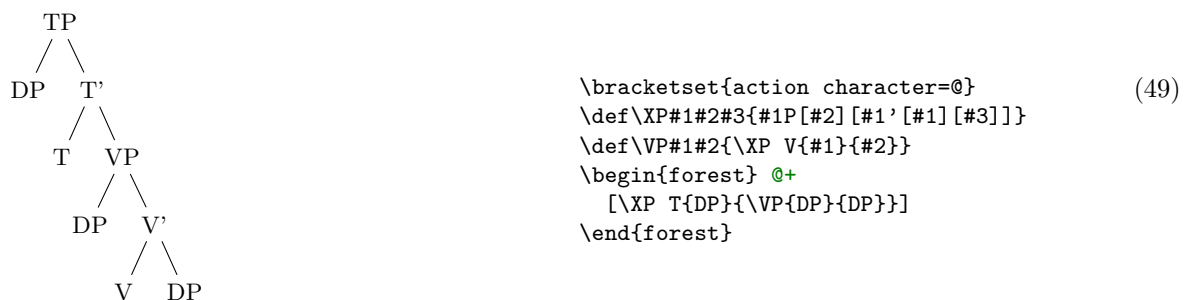 TP
DP T'
T VP
DP V'
V DP
\bracketset{action character=@}
\def\XP#1#2#3{#1P[#2][#1'[#1][#3]]}
\def\VP#1#2{\XP V{#1}{#2}}
\begin{forest} @+
[\XP T{DP}{\VP{DP}{DP}}]
\end{forest}
(49)